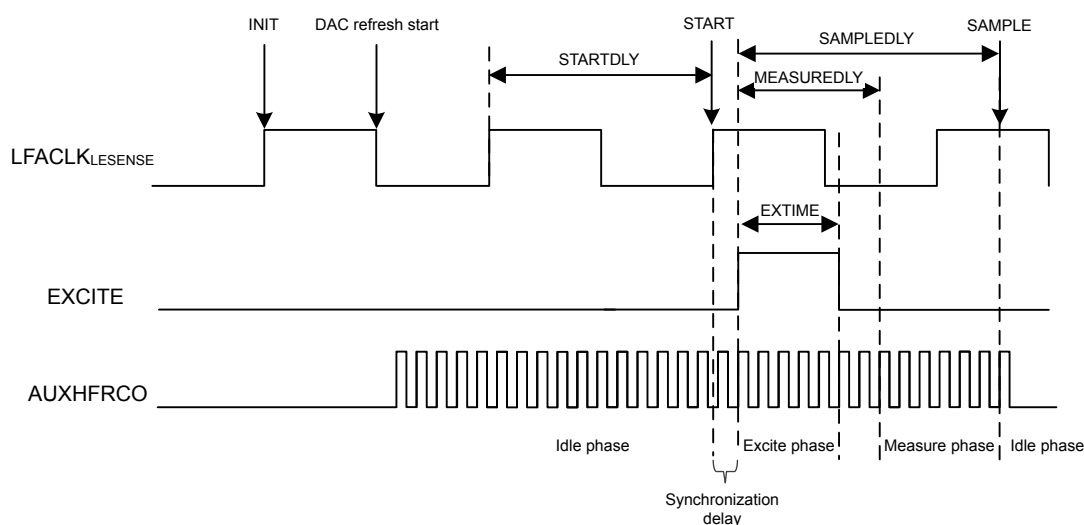 INIT
DAC refresh start
START
SAMPLE
SAMPLEDLY
STARTDLY
MEASUREDLY
LFACLKLESENSE
EXTIME
EXCITE
AUXHFRCO
Idle phase
Excite phase
Measure phase
Idle phase
Synchronization
delay